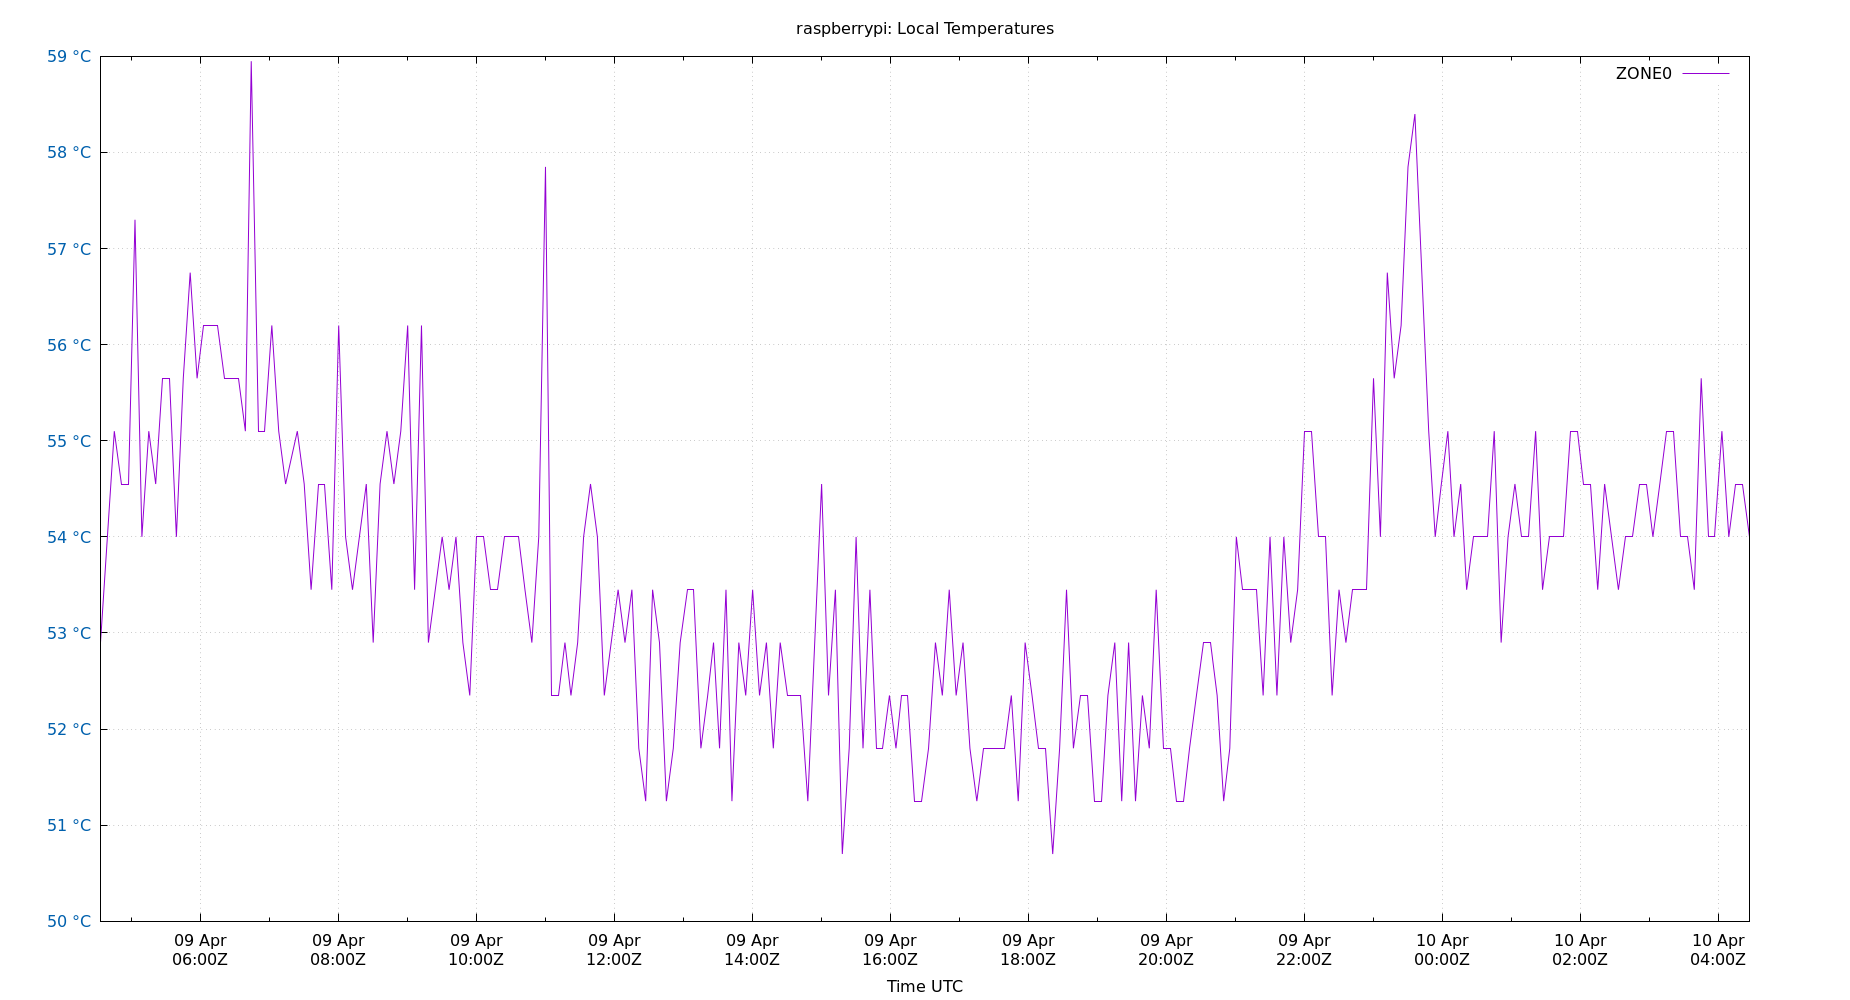 raspberrypi: Local Temperatures
59 °C
ZONE0
58 °C
57 °C
56 °C
55 °C
54 °C
53 °C
52 °C
51 °C
50 °C
09 Apr 09 Apr 09 Apr 09 Apr 09 Apr 09 Apr 09 Apr 09 Apr 09 Apr 10 Apr 10 Apr 10 Apr
06:00Z 08:00Z 10:00Z 12:00Z 14:00Z 16:00Z 18:00Z 20:00Z 22:00Z 00:00Z 02:00Z 04:00Z
Time UTC